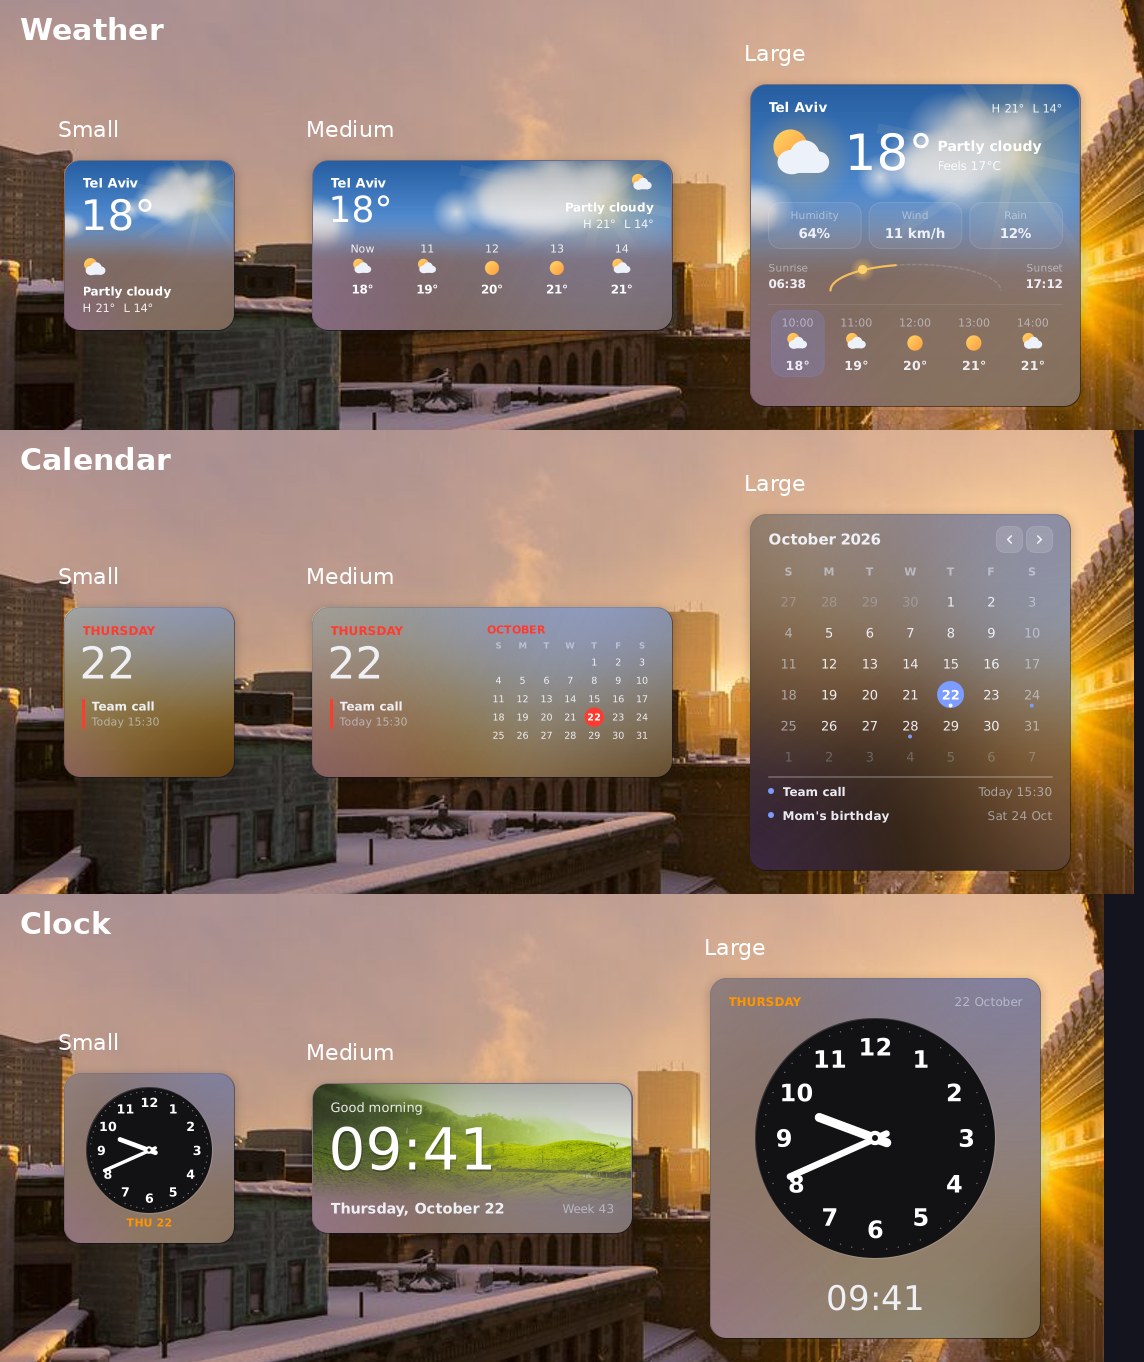 Weather
Small
Tel Aviv
18°
Partly cloudy
H 21° L 14°
Medium
Tel Aviv
18°
Partly cloudy
H 21° L 14°
Now 11 12 13 14
18° 19° 20° 21° 21°
Large
Tel Aviv H 21° L 14°
18° Partly cloudy
Feels 17°C
Humidity Wind Rain
64% 11 km/h 12%
Sunrise Sunset
06:38 17:12
10:00 11:00 12:00 13:00 14:00
18° 19° 20° 21° 21°
Calendar
Small
THURSDAY
22
Team call
Today 15:30
Medium
THURSDAY
22
Team call
Today 15:30
OCTOBER
S M T W T F S
1 2 3
4 5 6 7 8 9 10
11 12 13 14 15 16 17
18 19 20 21 22 23 24
25 26 27 28 29 30 31
Large
October 2026
S M T W T F S
27 28 29 30 1 2 3
4 5 6 7 8 9 10
11 12 13 14 15 16 17
18 19 20 21 22 23 24
25 26 27 28 29 30 31
1 2 3 4 5 6 7
Team call Today 15:30
Mom's birthday Sat 24 Oct
Clock
Small
12
11 1
10 2
9 3
8 4
7 5
6
THU 22
Medium
Good morning
09:41
Thursday, October 22 Week 43
Large
THURSDAY 22 October
12
11 1
10 2
9 3
8 4
7 5
6
09:41